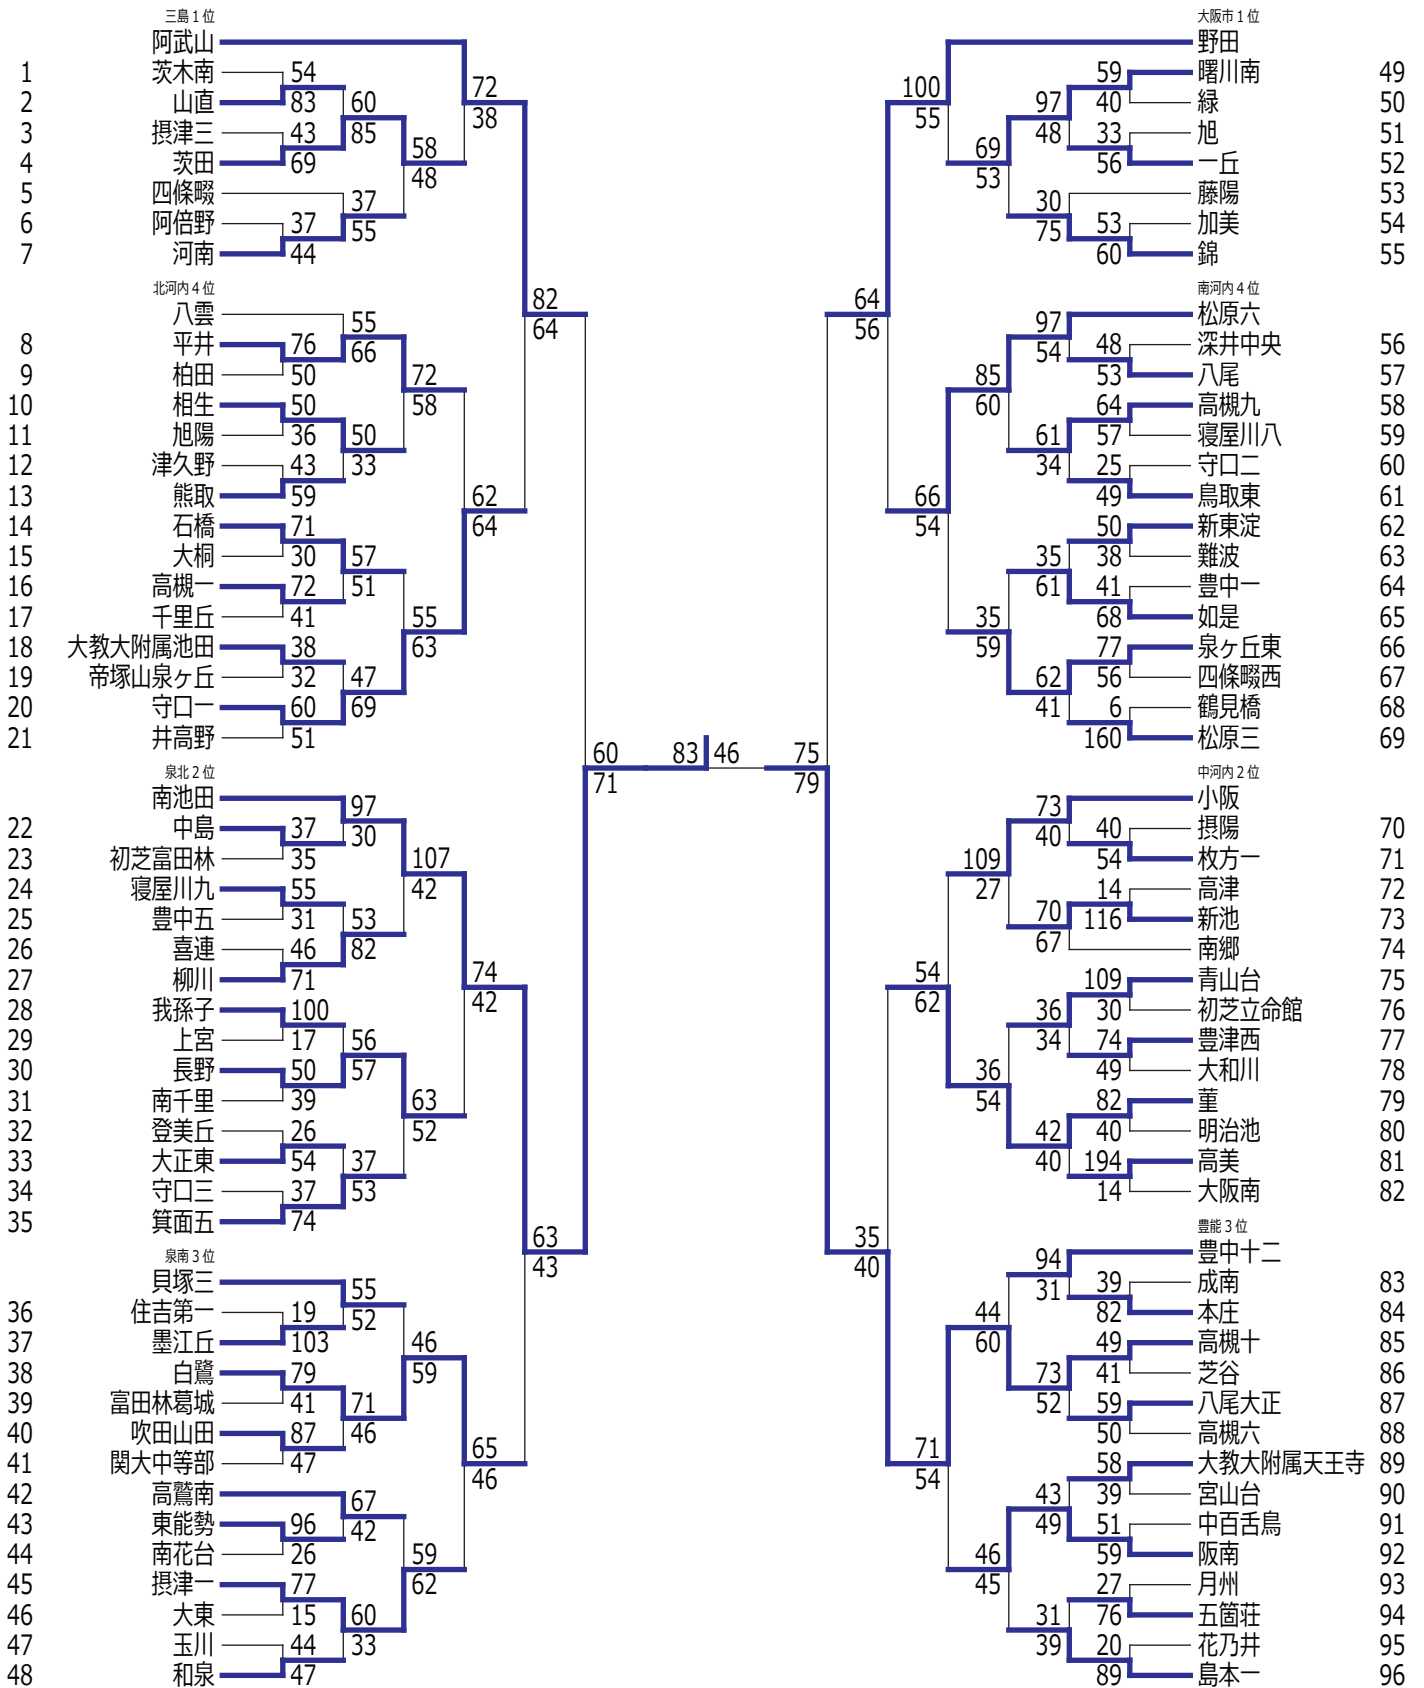 三島１位
阿武山
1 茨木南 54
2 山直 83 60
3 摂津三 43 85
4 茨田 69
58
48
5 四條畷 37
6 阿倍野 37 55
7 河南 44
72
38
北河内４位
八雲 55
8 平井 76 66
9 柏田 50
72
58
10 相生 50
11 旭陽 36 50
12 津久野 43 33
13 熊取 59
82
64
62
64
14 石橋 71
15 大桐 30 57
16 高槻一 72 51
17 千里丘 41
55
63
18 大教大附属池田 38
19 帝塚山泉ヶ丘 32 47
20 守口一 60 69
21 井高野 51
60
71
83 46
75
79
泉北２位
南池田 97
22 中島 37 30
23 初芝富田林 35
107
42
24 寝屋川九 55
25 豊中五 31 53
26 喜連 46 82
27 柳川 71
74
42
28 我孫子 100
29 上宮 17 56
30 長野 50 57
31 南千里 39
63
52
32 登美丘 26
33 大正東 54 37
34 守口三 37 53
35 箕面五 74
63
43
泉南３位
貝塚三 55
36 住吉第一 19 52
37 墨江丘 103
46
59
38 白鷺 79
39 富田林葛城 41 71
40 吹田山田 87 46
41 関大中等部 47
65
46
42 高鷲南 67
43 東能勢 96 42
44 南花台 26
59
62
45 摂津一 77
46 大東 15 60
47 玉川 44 33
48 和泉 47
大阪市１位
野田
100
55
59 曙川南 49
97 40 緑 50
48 33 旭 51
56 一丘 52
69
53
30 藤陽 53
75 53 加美 54
60 錦 55
64
56
南河内４位
97 松原六
54 48 深井中央 56
53 八尾 57
85
60
64 高槻九 58
61 57 寝屋川八 59
34 25 守口二 60
49 鳥取東 61
66
54
50 新東淀 62
35 38 難波 63
61 41 豊中一 64
68 如是 65
35
59
77 泉ヶ丘東 66
62 56 四條畷西 67
41 6 鶴見橋 68
160 松原三 69
中河内２位
73 小阪
40 40 摂陽 70
54 枚方一 71
109
27
14 高津 72
70 116 新池 73
67 南郷 74
54
62
109 青山台 75
36 30 初芝立命館 76
34 74 豊津西 77
49 大和川 78
36
54
82 菫 79
42 40 明治池 80
40 194 高美 81
14 大阪南 82
35
40
豊能３位
94 豊中十二
31 39 成南 83
82 本庄 84
44
60
49 高槻十 85
73 41 芝谷 86
52 59 八尾大正 87
50 高槻六 88
71
54
58 大教大附属天王寺 89
43 39 宮山台 90
49 51 中百舌鳥 91
59 阪南 92
46
45
27 月州 93
31 76 五箇荘 94
39 20 花乃井 95
89 島本一 96